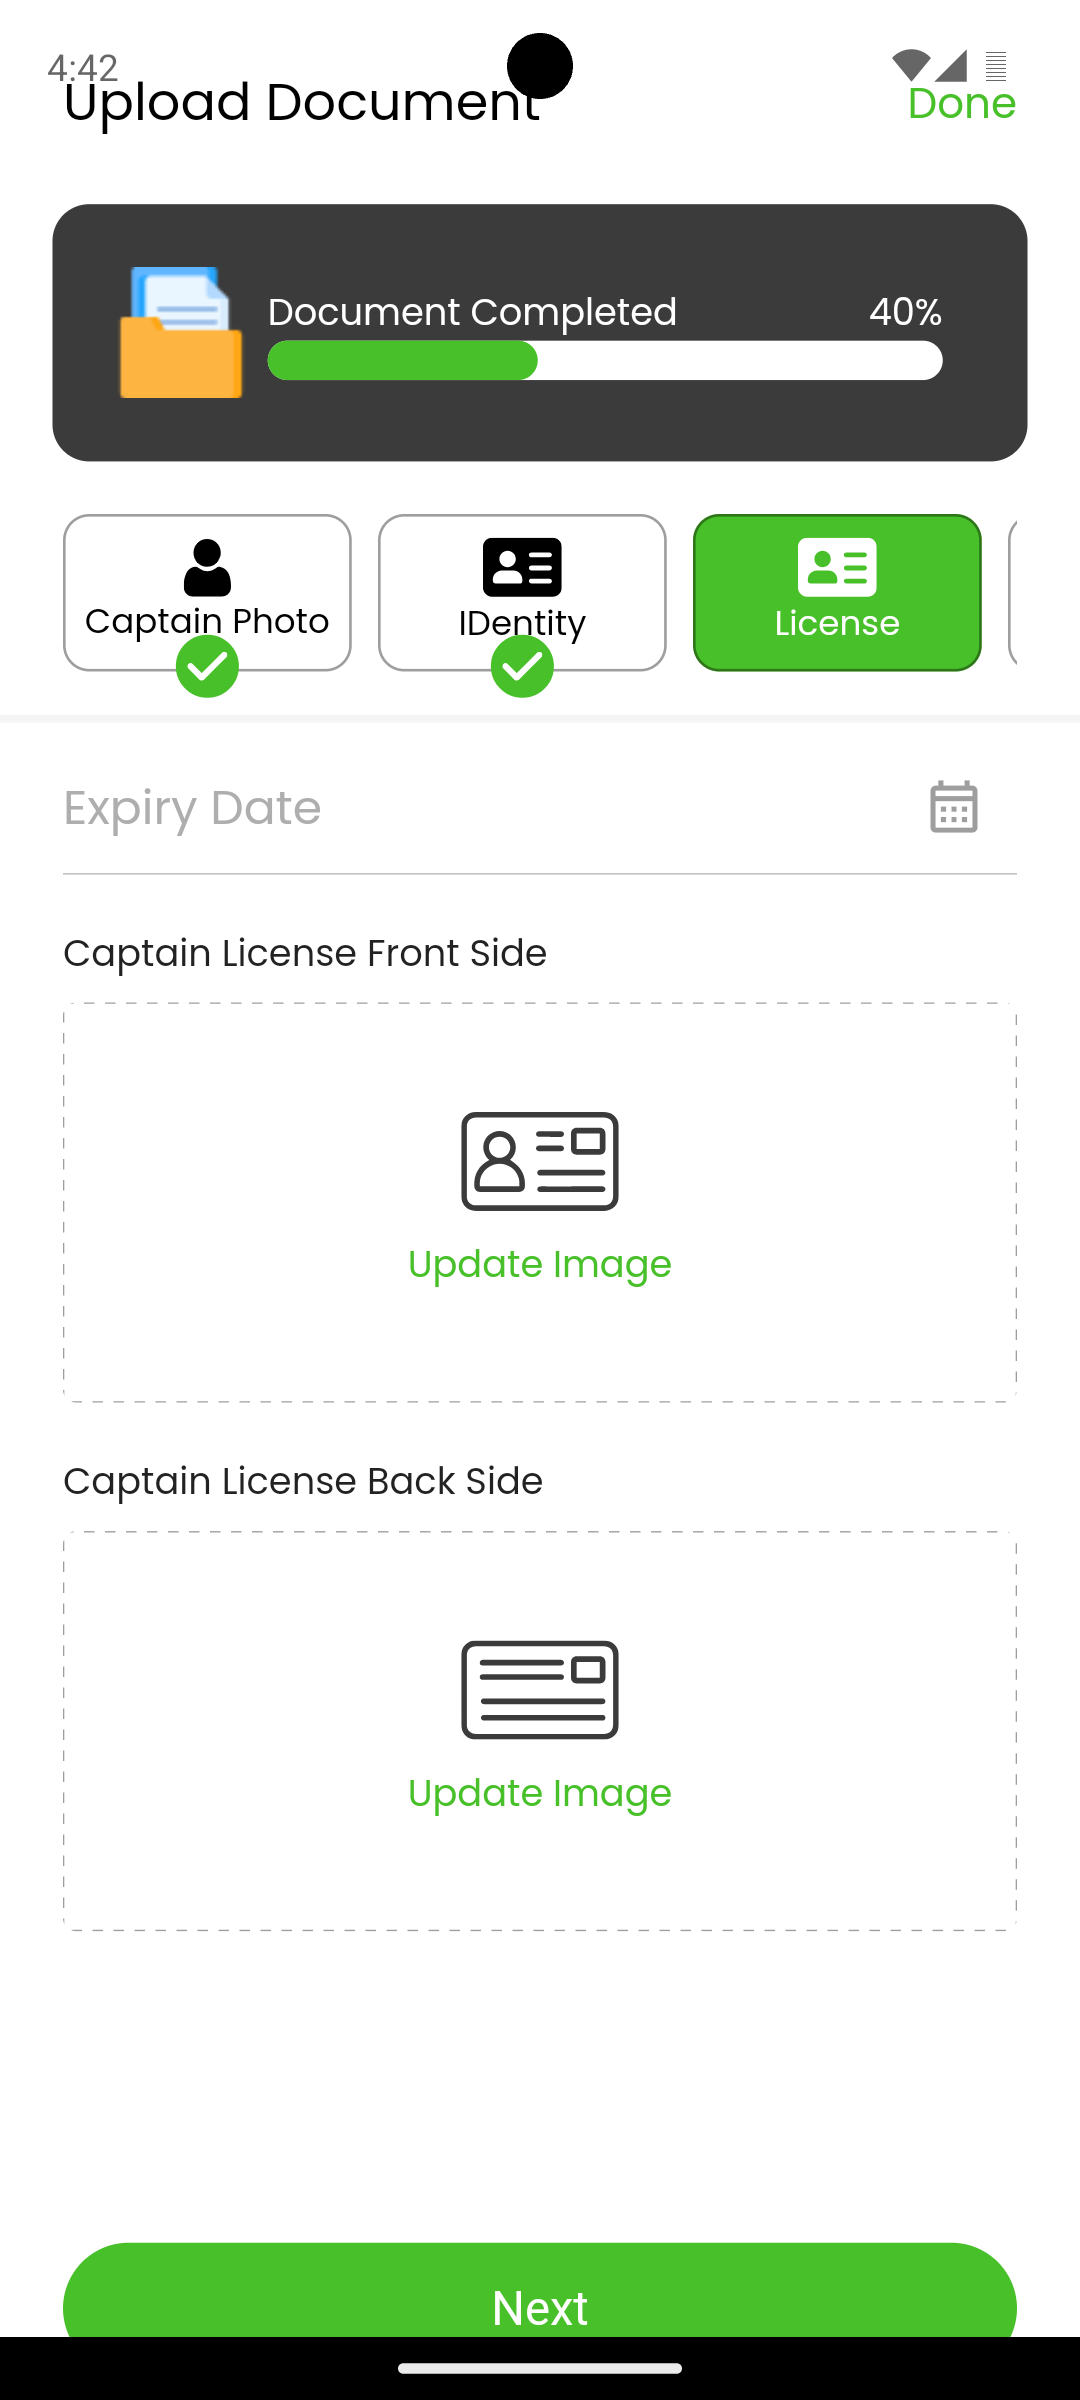 4:42
Upload Document
Done
Document Completed 40%
Captain Photo
IDentity
License
Expiry Date
Captain License Front Side
Update Image
Captain License Back Side
Update Image
Next